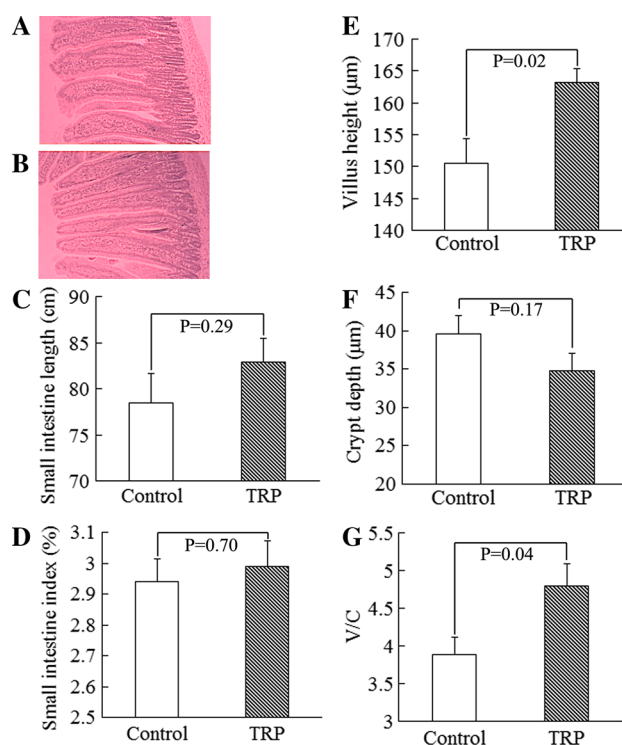 A
B
C
Small intestine length (cm)
90
85
80
75
70
P=0.29
Control TRP
D
Small intestine index (%)
3.1
3
2.9
2.8
2.7
2.6
2.5
P=0.70
Control TRP
E
Villus height (μm)
170
165
160
155
150
145
140
P=0.02
Control TRP
F
Crypt depth (μm)
45
40
35
30
25
20
P=0.17
Control TRP
G
V/C
5.5
5
4.5
4
3.5
3
P=0.04
Control TRP